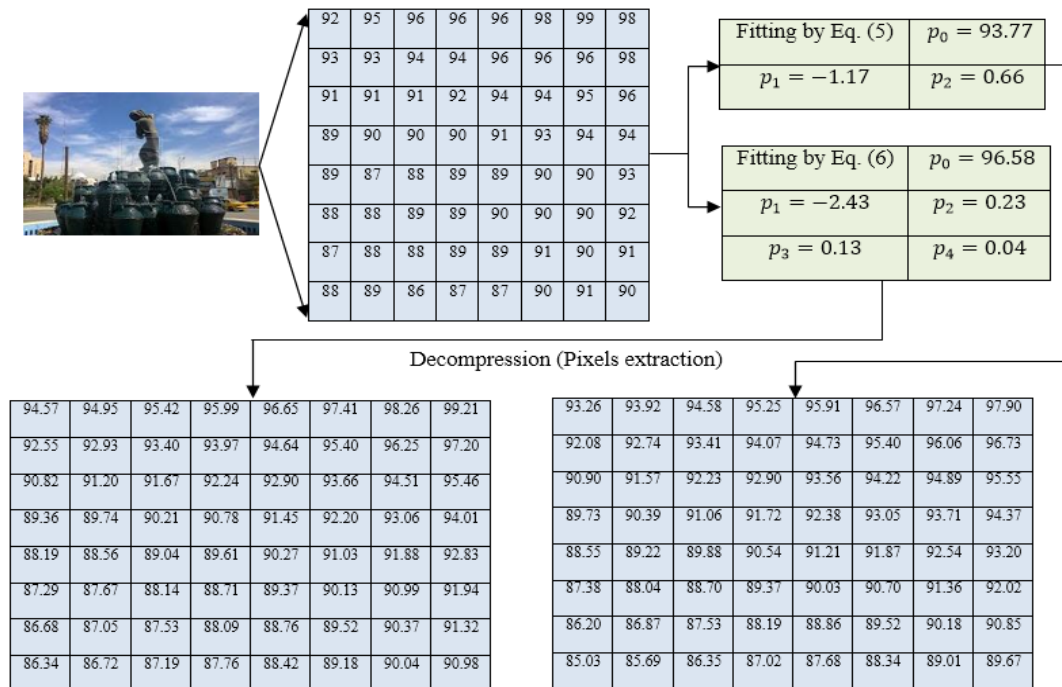 92 95 96 96 96 98 99 98
93 93 94 94 96 96 96 98
91 91 91 92 94 94 95 96
89 90 90 90 91 93 94 94
89 87 88 89 89 90 90 93
88 88 89 89 90 90 90 92
87 88 88 89 89 91 90 91
88 89 86 87 87 90 91 90
Fitting by Eq. (5) p₀ = 93.77
p₁ = −1.17 p₂ = 0.66
Fitting by Eq. (6) p₀ = 96.58
p₁ = −2.43 p₂ = 0.23
p₃ = 0.13 p₄ = 0.04
Decompression (Pixels extraction)
94.57 94.95 95.42 95.99 96.65 97.41 98.26 99.21
92.55 92.93 93.40 93.97 94.64 95.40 96.25 97.20
90.82 91.20 91.67 92.24 92.90 93.66 94.51 95.46
89.36 89.74 90.21 90.78 91.45 92.20 93.06 94.01
88.19 88.56 89.04 89.61 90.27 91.03 91.88 92.83
87.29 87.67 88.14 88.71 89.37 90.13 90.99 91.94
86.68 87.05 87.53 88.09 88.76 89.52 90.37 91.32
86.34 86.72 87.19 87.76 88.42 89.18 90.04 90.98
93.26 93.92 94.58 95.25 95.91 96.57 97.24 97.90
92.08 92.74 93.41 94.07 94.73 95.40 96.06 96.73
90.90 91.57 92.23 92.90 93.56 94.22 94.89 95.55
89.73 90.39 91.06 91.72 92.38 93.05 93.71 94.37
88.55 89.22 89.88 90.54 91.21 91.87 92.54 93.20
87.38 88.04 88.70 89.37 90.03 90.70 91.36 92.02
86.20 86.87 87.53 88.19 88.86 89.52 90.18 90.85
85.03 85.69 86.35 87.02 87.68 88.34 89.01 89.67